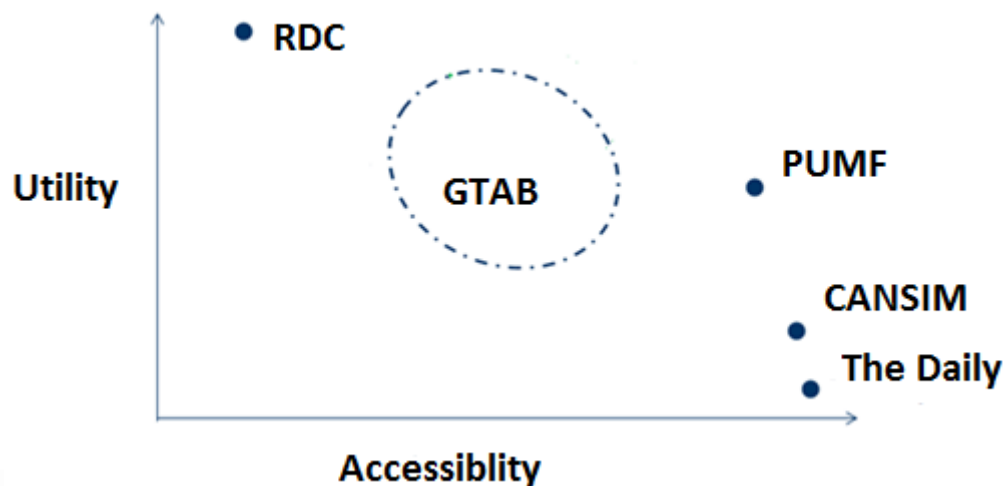 RDC
PUMF
Utility
GTAB
CANSIM
The Daily
Accessiblity